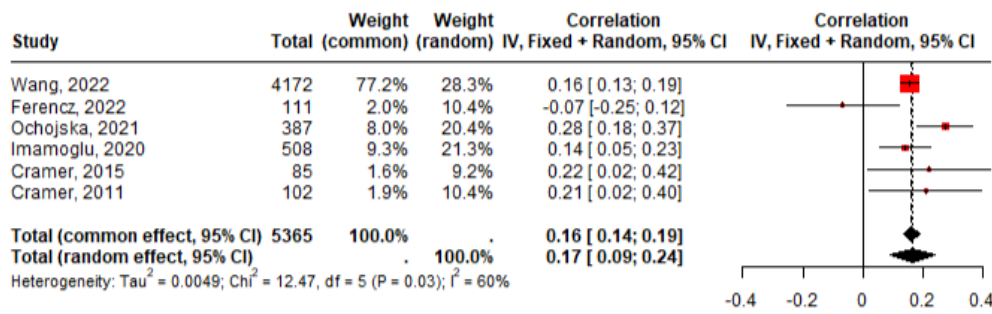 Weight Weight Correlation Correlation
Study Total (common) (random) IV, Fixed + Random, 95% CI IV, Fixed + Random, 95% CI
Wang, 2022 4172 77.2% 28.3% 0.16 [ 0.13; 0.19]
Ferencz, 2022 111 2.0% 10.4% -0.07 [-0.25; 0.12]
Ochojska, 2021 387 8.0% 20.4% 0.28 [ 0.18; 0.37]
Imamoglu, 2020 508 9.3% 21.3% 0.14 [ 0.05; 0.23]
Cramer, 2015 85 1.6% 9.2% 0.22 [ 0.02; 0.42]
Cramer, 2011 102 1.9% 10.4% 0.21 [ 0.02; 0.40]
Total (common effect, 95% CI) 5365 100.0% . 0.16 [ 0.14; 0.19]
Total (random effect, 95% CI) . 100.0% 0.17 [ 0.09; 0.24]
Heterogeneity: Tau² = 0.0049; Chi² = 12.47, df = 5 (P = 0.03); I² = 60%
-0.4 -0.2 0 0.2 0.4